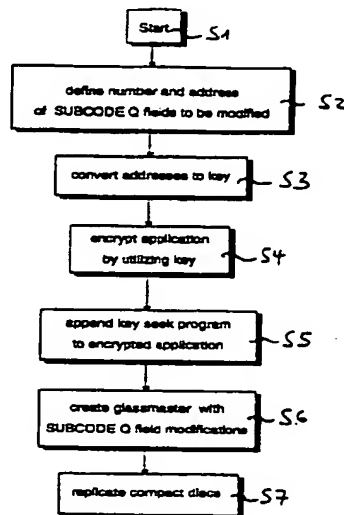 Start S1
define number and address
of SUBCODE Q fields to be modified S2
convert addresses to key S3
encrypt application
by utilizing key S4
append key seek program
to encrypted application S5
create glassmaster with
SUBCODE Q field modifications S6
replicate compact discs S7